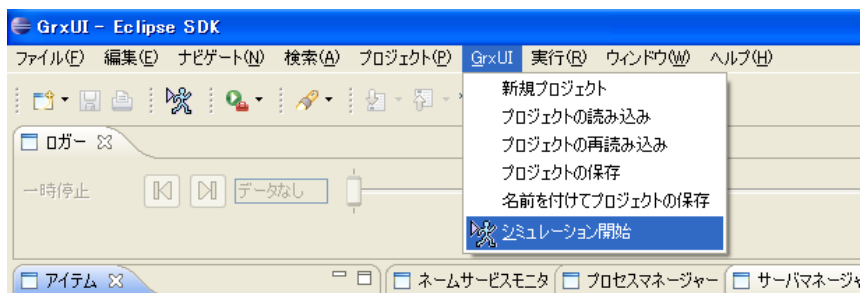 GrxUI - Eclipse SDK
ファイル(F) 編集(E) ナビゲート(N) 検索(A) プロジェクト(P) GrxUI 実行(R) ウィンドウ(W) ヘルプ(H)
新規プロジェクト
プロジェクトの読み込み
プロジェクトの再読み込み
プロジェクトの保存
名前を付けてプロジェクトの保存
シミュレーション開始
ロガー
一時停止 データなし
アイテム ネームサービスモニタ プロセスマネージャー サーバマネージャ